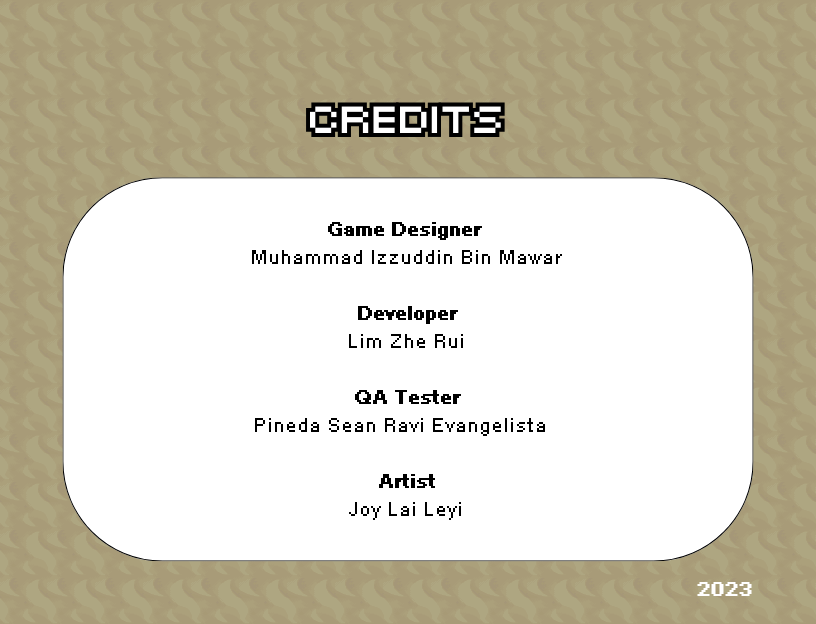 CREDITS
Game Designer
Muhammad Izzuddin Bin Mawar
Developer
Lim Zhe Rui
QA Tester
Pineda Sean Ravi Evangelista
Artist
Joy Lai Leyi
2023